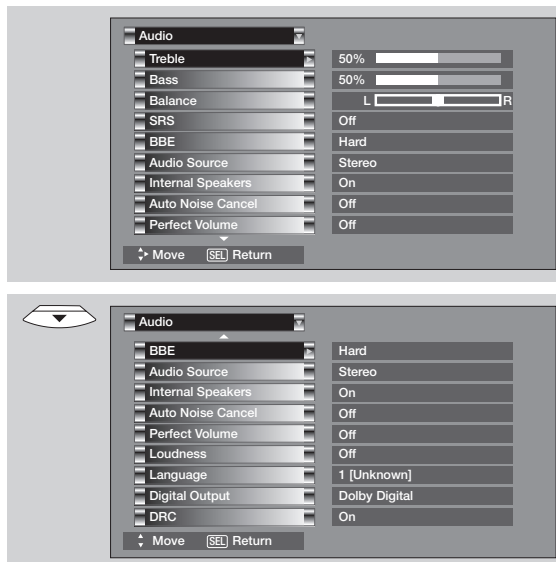 Audio
Treble 50%
Bass 50%
Balance L R
SRS Off
BBE Hard
Audio Source Stereo
Internal Speakers On
Auto Noise Cancel Off
Perfect Volume Off
Move SEL Return
Audio
BBE Hard
Audio Source Stereo
Internal Speakers On
Auto Noise Cancel Off
Perfect Volume Off
Loudness Off
Language 1 [Unknown]
Digital Output Dolby Digital
DRC On
Move SEL Return